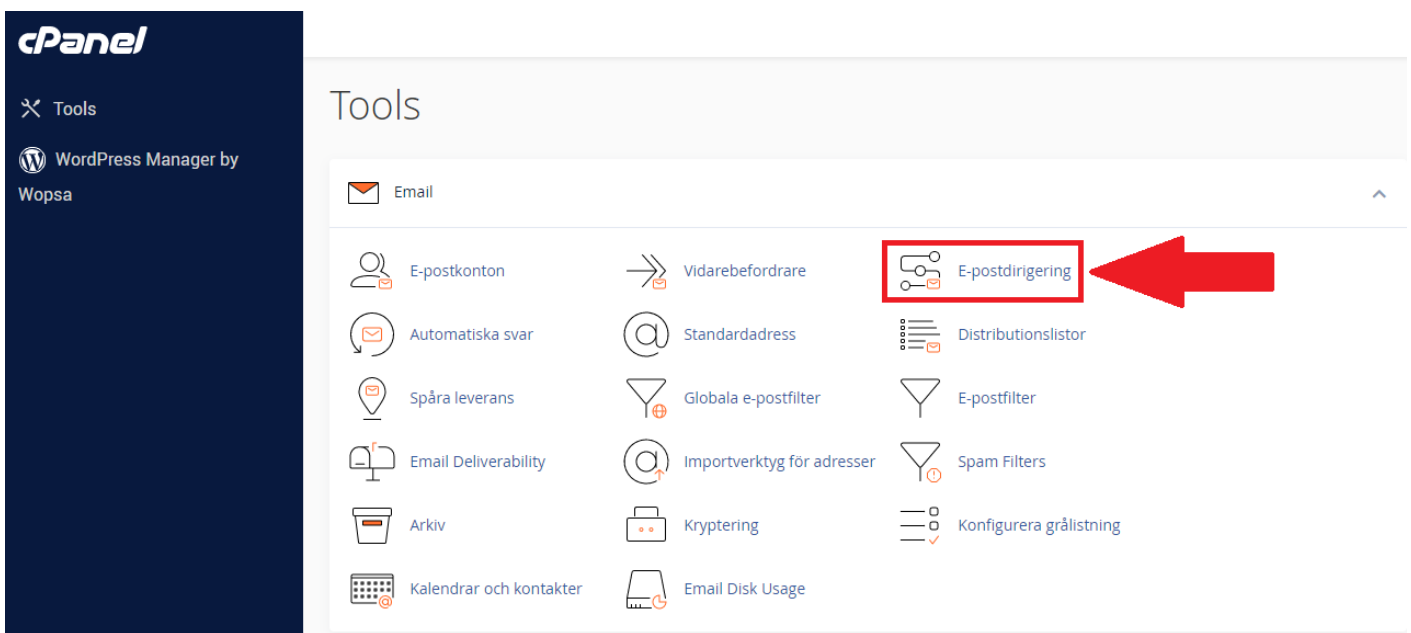 cPanel
Tools
WordPress Manager by
Wopsa
Tools
Email
E-postkonton
Vidarebefordrare
E-postdirigering
Automatiska svar
Standardadress
Distributionslistor
Spåra leverans
Globala e-postfilter
E-postfilter
Email Deliverability
Importverktyg för adresser
Spam Filters
Arkiv
Kryptering
Konfigurera grålistning
Kalendrar och kontakter
Email Disk Usage